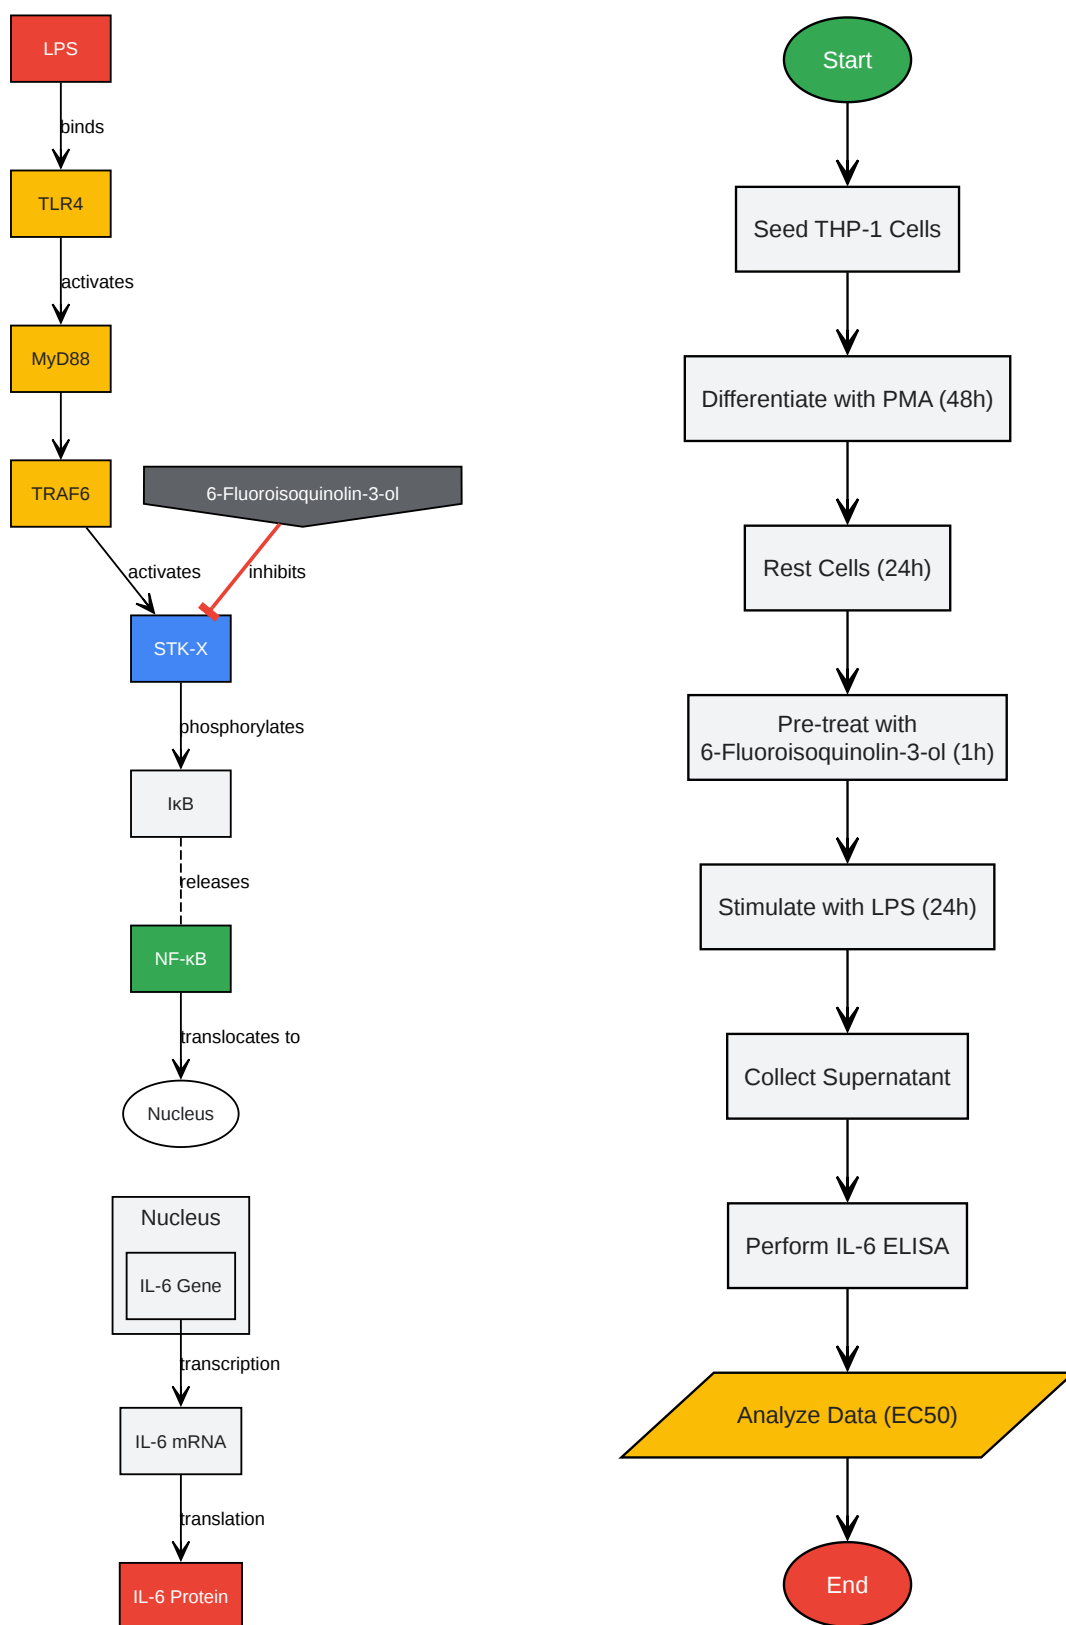 LPS
binds
TLR4
activates
MyD88
TRAF6
6-Fluoroisoquinolin-3-ol
activates
inhibits
STK-X
phosphorylates
IκB
releases
NF-κB
translocates to
Nucleus
Nucleus
IL-6 Gene
transcription
IL-6 mRNA
translation
IL-6 Protein
Start
Seed THP-1 Cells
Differentiate with PMA (48h)
Rest Cells (24h)
Pre-treat with
6-Fluoroisoquinolin-3-ol (1h)
Stimulate with LPS (24h)
Collect Supernatant
Perform IL-6 ELISA
Analyze Data (EC50)
End